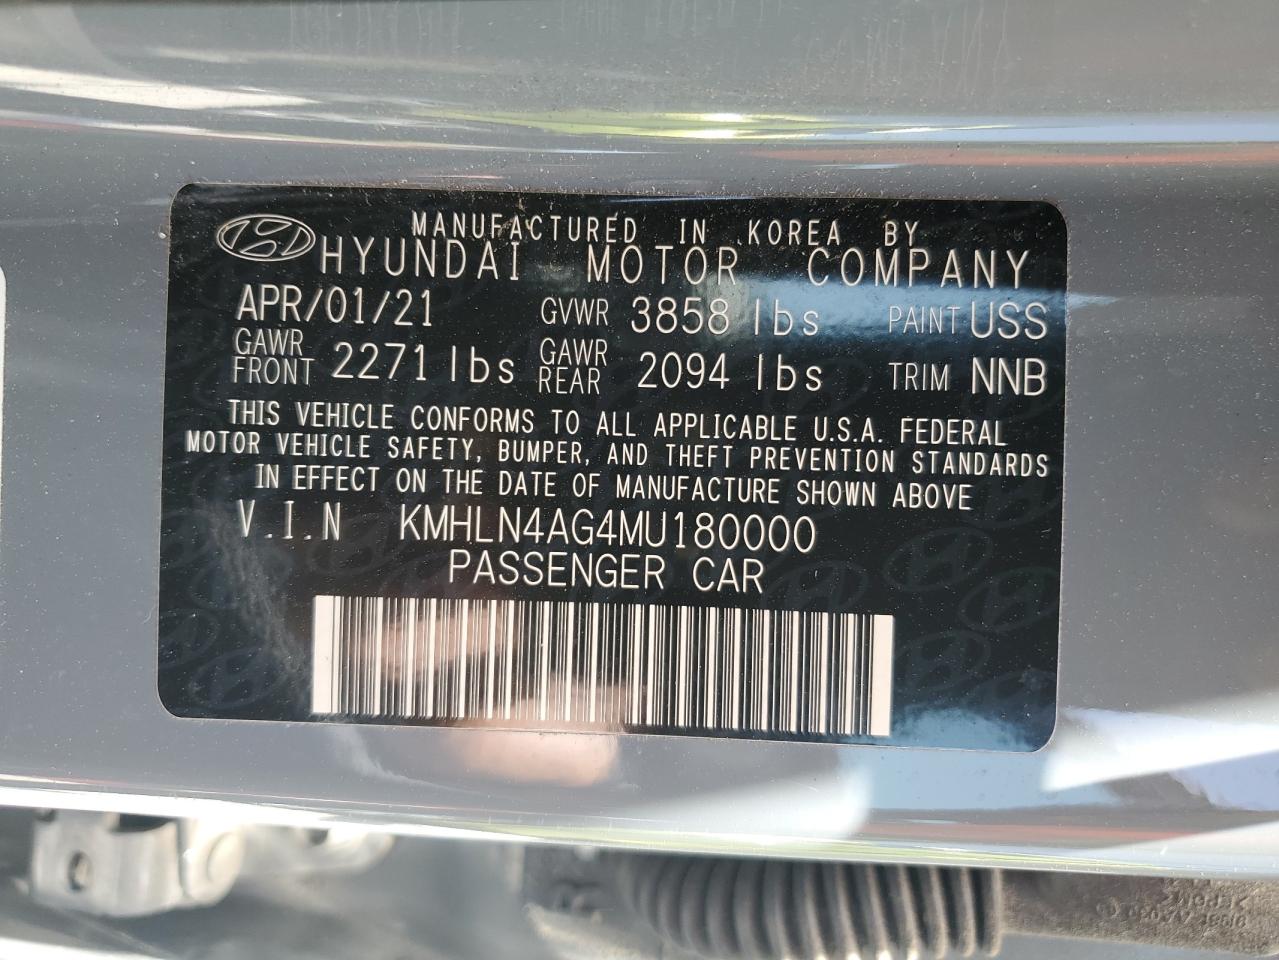 MANUFACTURED IN KOREA BY
HYUNDAI MOTOR COMPANY
APR/01/21 GVWR 3858 lbs PAINT USS
GAWR FRONT 2271 lbs GAWR REAR 2094 lbs TRIM NNB
THIS VEHICLE CONFORMS TO ALL APPLICABLE U.S.A. FEDERAL
MOTOR VEHICLE SAFETY, BUMPER, AND THEFT PREVENTION STANDARDS
IN EFFECT ON THE DATE OF MANUFACTURE SHOWN ABOVE
V.I.N KMHLN4AG4MU180000
PASSENGER CAR